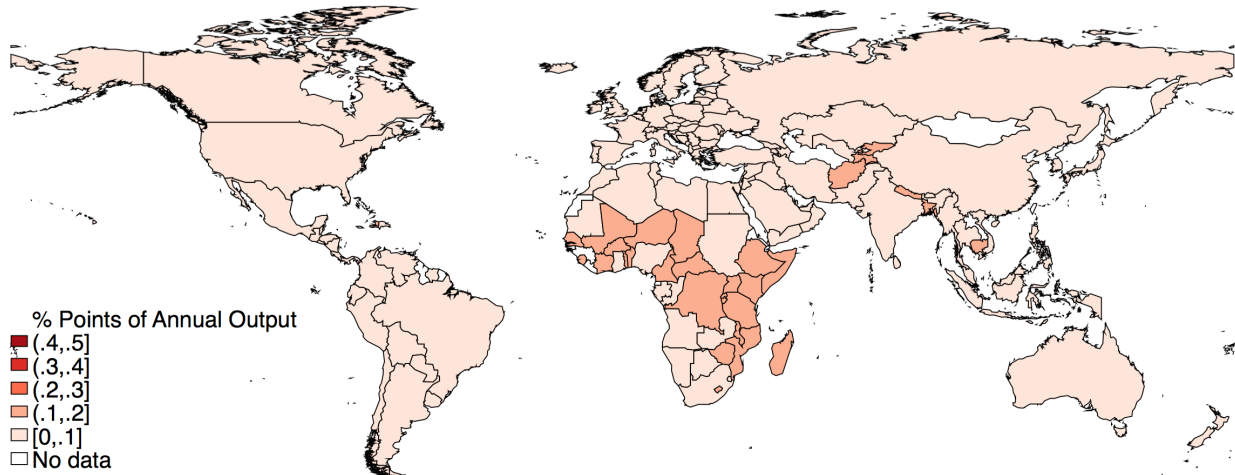 % Points of Annual Output
(.4,.5]
(.3,.4]
(.2,.3]
(.1,.2]
[0,.1]
No data